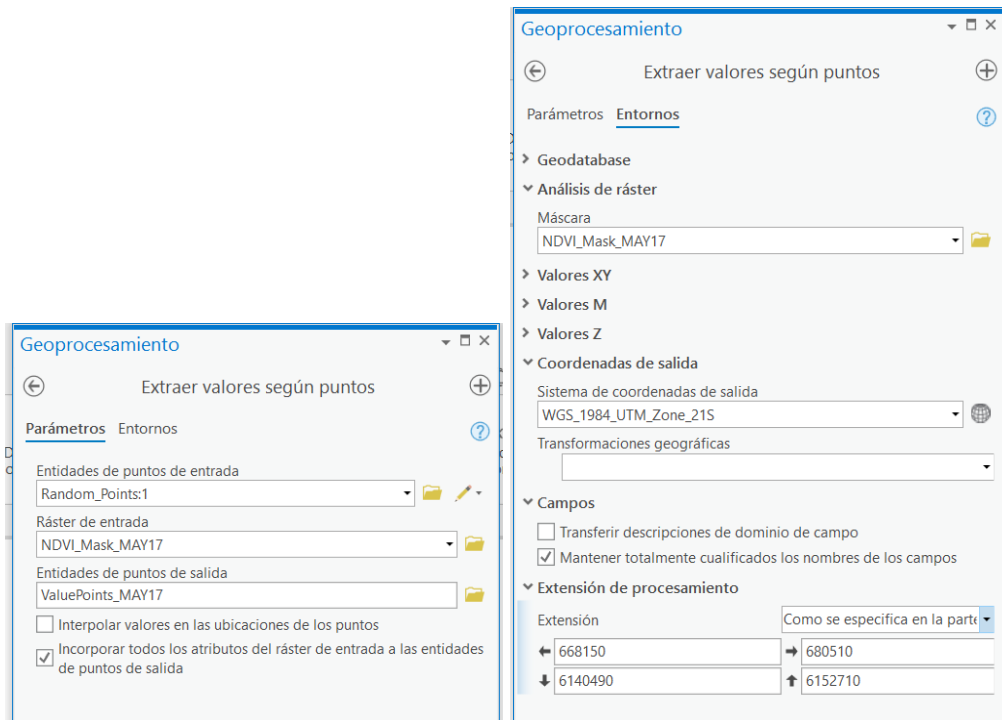 Geoprocesamiento
Extraer valores según puntos
Parámetros Entornos
Entidades de puntos de entrada
Random_Points:1
Ráster de entrada
NDVI_Mask_MAY17
Entidades de puntos de salida
ValuePoints_MAY17
Interpolar valores en las ubicaciones de los puntos
Incorporar todos los atributos del ráster de entrada a las entidades
de puntos de salida
Geoprocesamiento
Extraer valores según puntos
Parámetros Entornos
Geodatabase
Análisis de ráster
Máscara
NDVI_Mask_MAY17
Valores XY
Valores M
Valores Z
Coordenadas de salida
Sistema de coordenadas de salida
WGS_1984_UTM_Zone_21S
Transformaciones geográficas
Campos
Transferir descripciones de dominio de campo
Mantener totalmente cualificados los nombres de los campos
Extensión de procesamiento
Extensión Como se especifica en la parte
668150 680510
6140490 6152710